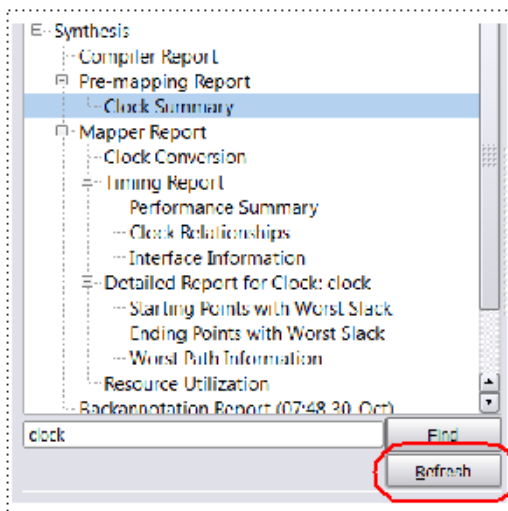 Synthesis
Compiler Report
Pre-mapping Report
Clock Summary
Mapper Report
Clock Conversion
Timing Report
Performance Summary
Clock Relationships
Interface Information
Detailed Report for Clock: clock
Starting Points with Worst Slack
Ending Points with Worst Slack
Worst Path Information
Resource Utilization
Backannotation Report (07:48 30-Oct)
clock Find
Refresh